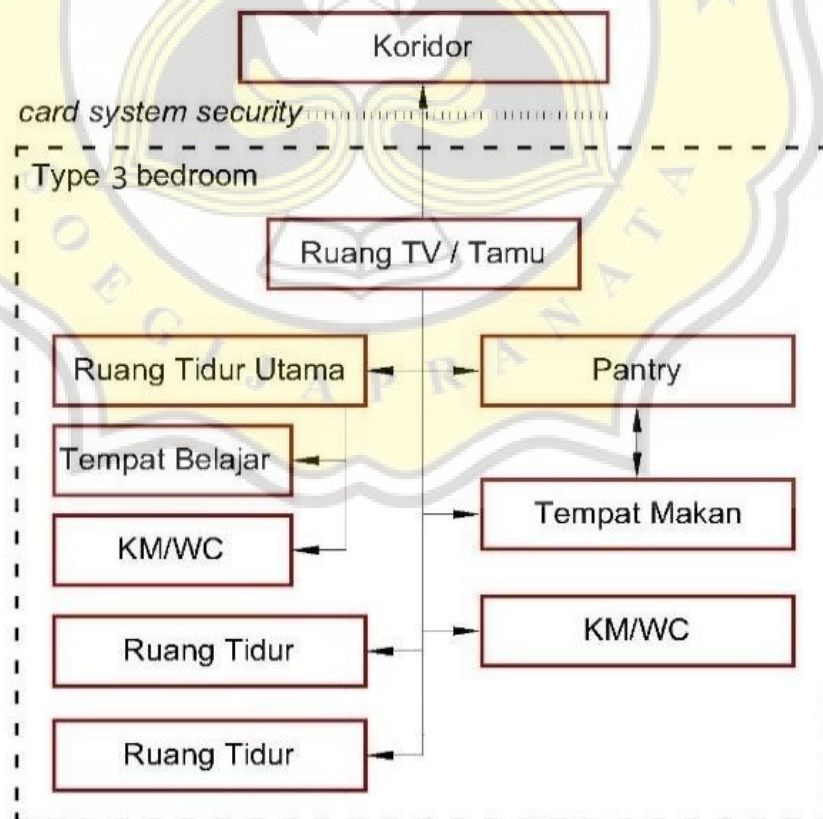 Koridor
card system security
Type 3 bedroom
Ruang TV / Tamu
Ruang Tidur Utama
Pantry
Tempat Belajar
Tempat Makan
KM/WC
KM/WC
Ruang Tidur
Ruang Tidur
SOEGIJAPRANATA